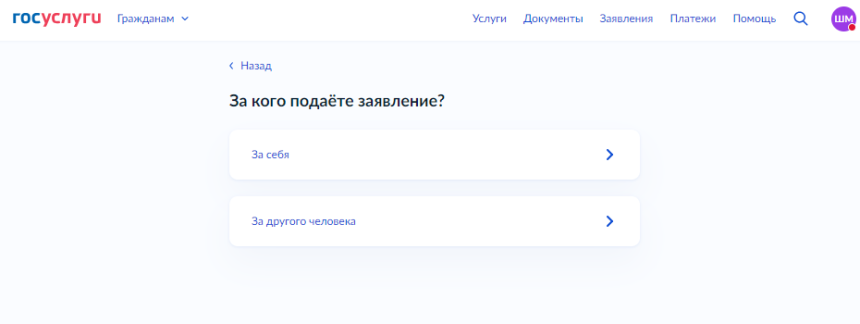 госуслуги Гражданам Услуги Документы Заявления Платежи Помощь ШМ
Назад
За кого подаёте заявление?
За себя
За другого человека